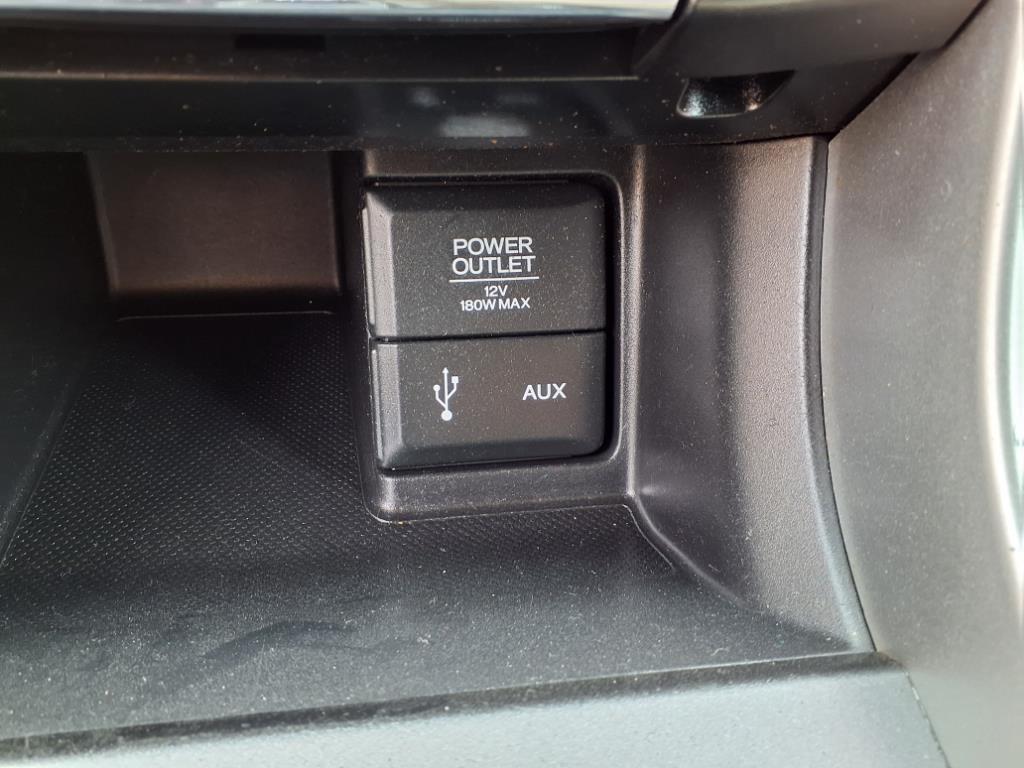 POWER
OUTLET
12V
180W MAX
AUX